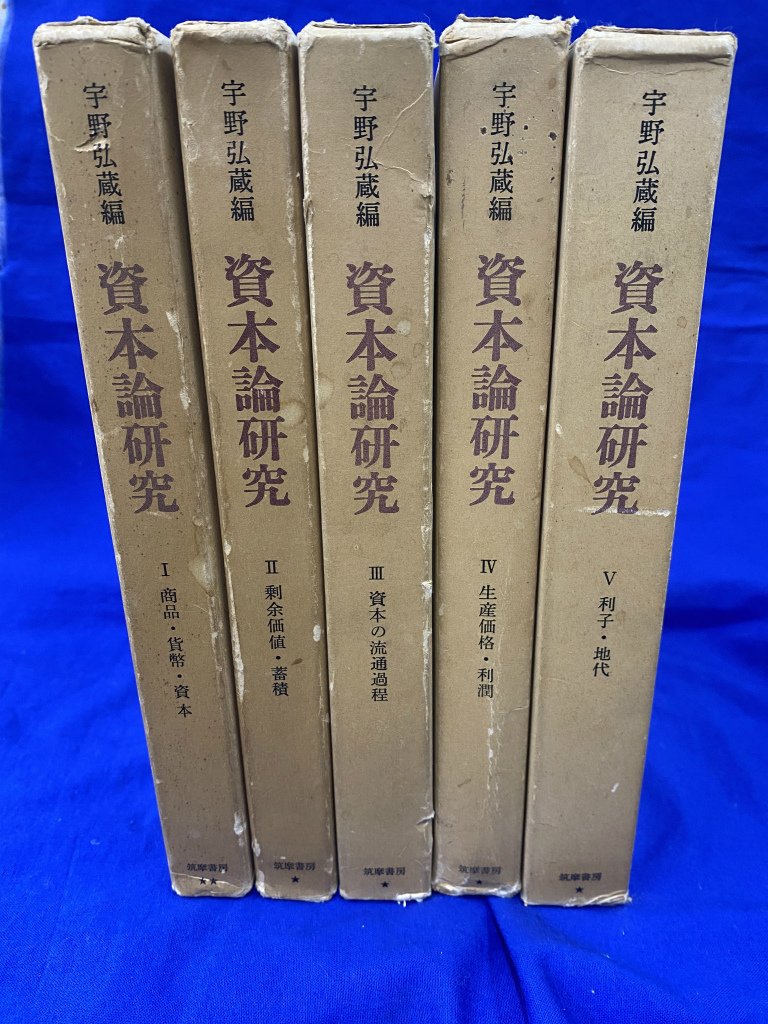 宇野弘蔵編
資本論研究
I 商品・貨幣・資本
筑摩書房
★★
宇野弘蔵編
資本論研究
II 剰余価値・蓄積
筑摩書房
★
宇野弘蔵編
資本論研究
III 資本の流通過程
筑摩書房
★
宇野弘蔵編
資本論研究
IV 生産価格・利潤
筑摩書房
★
宇野弘蔵編
資本論研究
V 利子・地代
筑摩書房
★